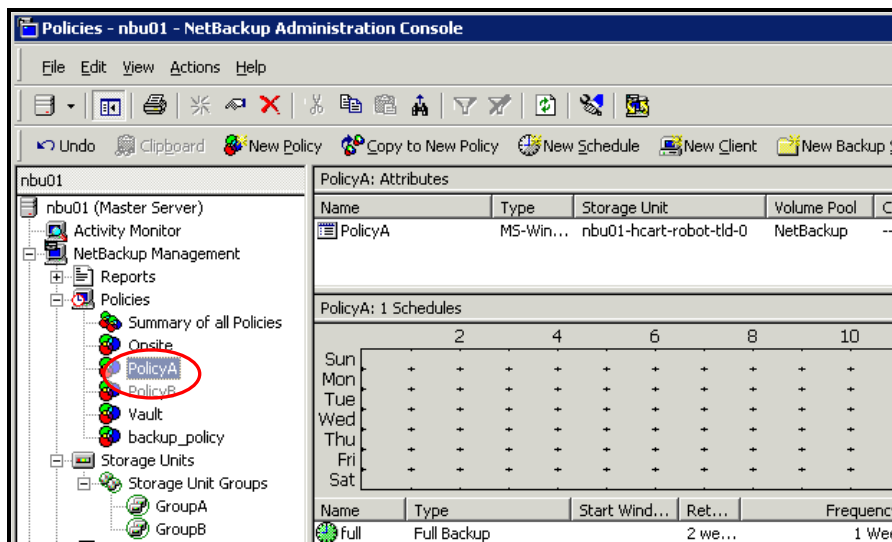 Policies - nbu01 - NetBackup Administration Console
File Edit View Actions Help
Undo Clipboard New Policy Copy to New Policy New Schedule New Client New Backup S
nbu01
PolicyA: Attributes
nbu01 (Master Server)
Name Type Storage Unit Volume Pool C
Activity Monitor
PolicyA MS-Win... nbu01-hcart-robot-tld-0 NetBackup --
NetBackup Management
Reports
Policies
PolicyA: 1 Schedules
Summary of all Policies
2 4 6 8 10
Onsite
Sun
PolicyA
Mon
PolicyB
Tue
Vault
Wed
backup_policy
Thu
Storage Units
Fri
Storage Unit Groups
Sat
GroupA
Name Type Start Wind... Ret... Frequenc
GroupB
full Full Backup 2 we... 1 Wee